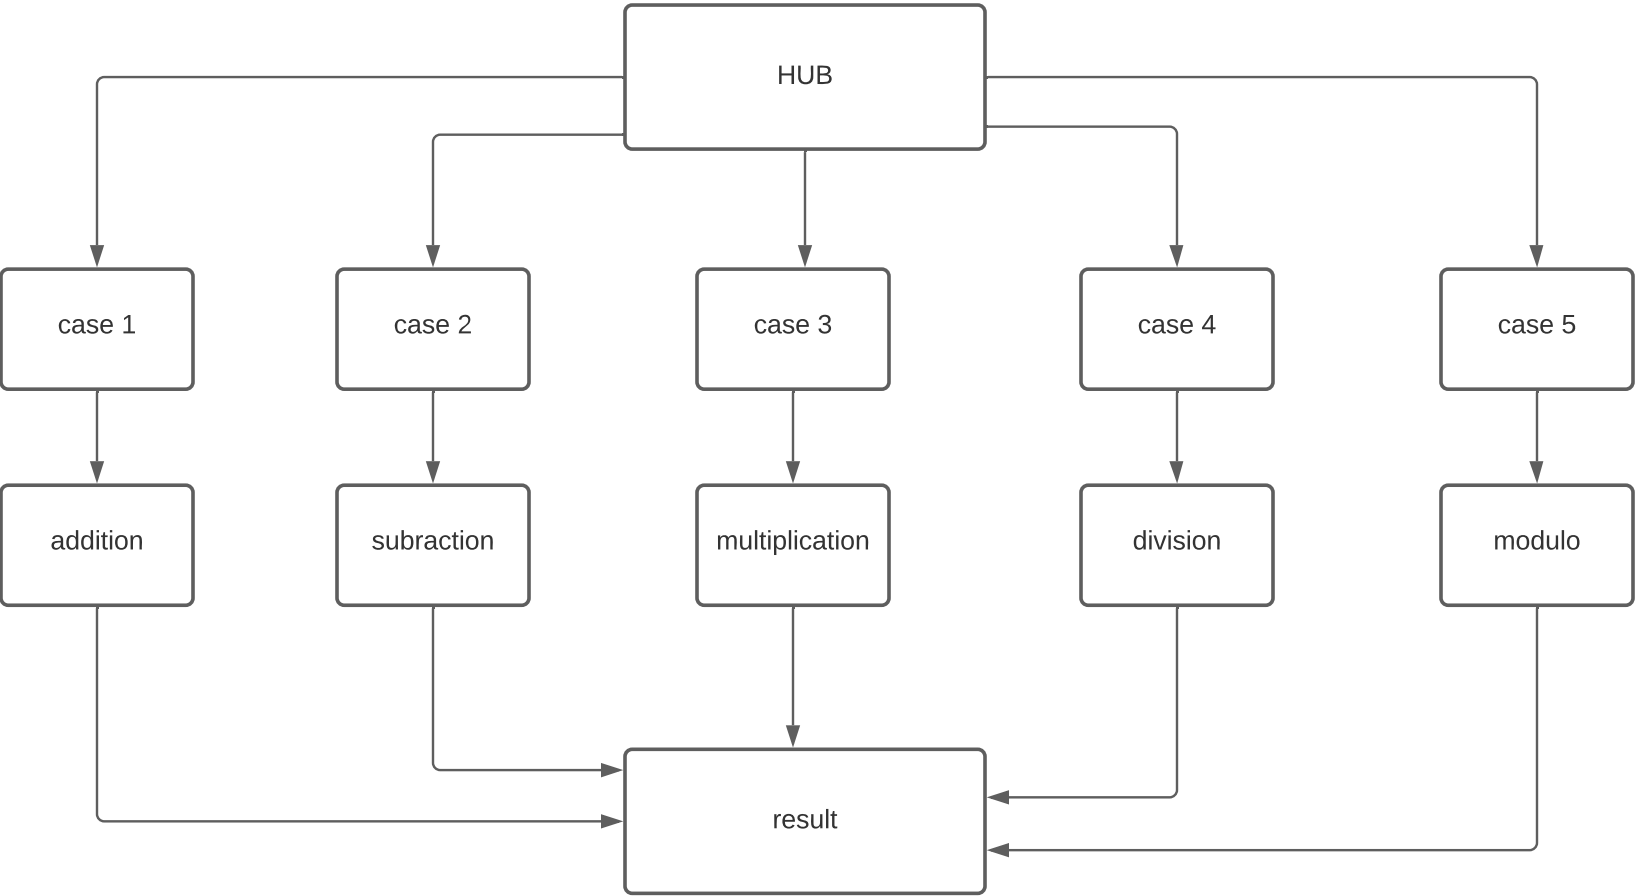 HUB
case 1
case 2
case 3
case 4
case 5
addition
subraction
multiplication
division
modulo
result